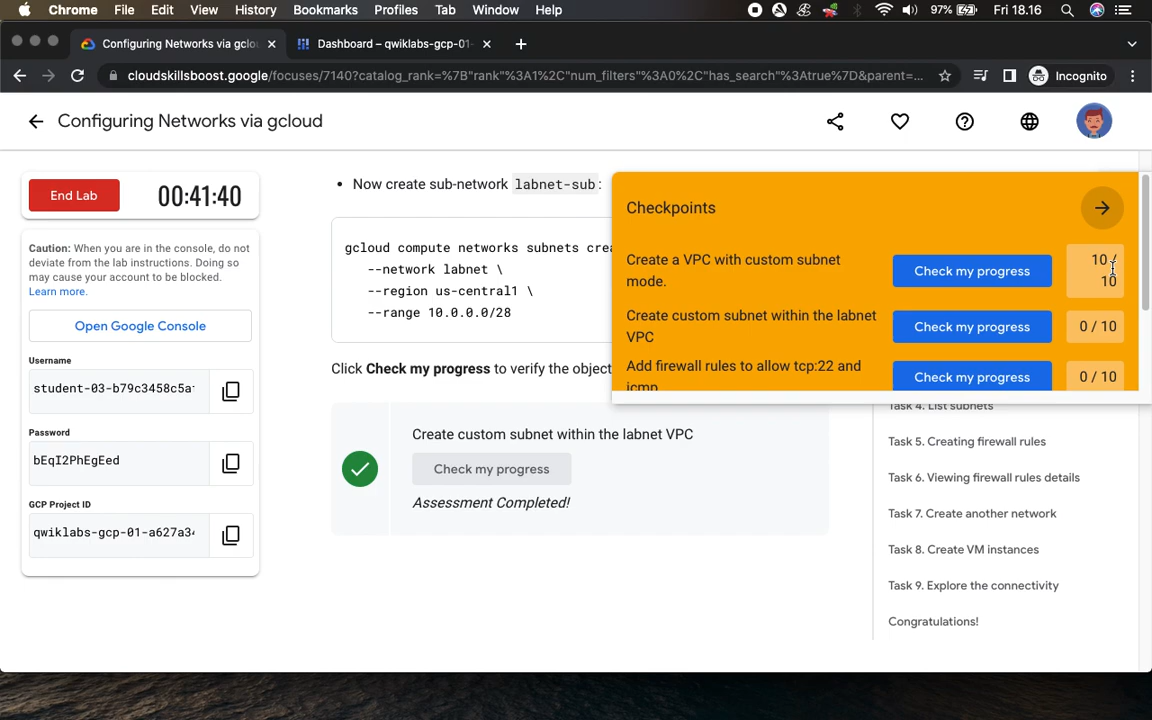 Chrome File Edit View History Bookmarks Profiles Tab Window Help 97% Fri 18.16
Configuring Networks via gclou
Dashboard – qwiklabs-gcp-01-
cloudskillsboost.google/focuses/7140?catalog_rank=%7B"rank"%3A1%2C"num_filters"%3A0%2C"has_search"%3Atrue%7D&parent=...
Incognito
Configuring Networks via gcloud
End Lab
00:41:40
Caution: When you are in the console, do not
deviate from the lab instructions. Doing so
may cause your account to be blocked.
Learn more.
Open Google Console
Username
student-03-b79c3458c5a
Password
bEqI2PhEgEed
GCP Project ID
qwiklabs-gcp-01-a627a3
• Now create sub-network labnet-sub:
gcloud compute networks subnets crea
--network labnet \
--region us-central1 \
--range 10.0.0.0/28
Click Check my progress to verify the object
Create custom subnet within the labnet VPC
Check my progress
Assessment Completed!
Checkpoints
Create a VPC with custom subnet
mode.
Check my progress
10 /
10
Create custom subnet within the labnet
VPC
Check my progress
0 / 10
Add firewall rules to allow tcp:22 and
icmp
Check my progress
0 / 10
Task 4. List subnets
Task 5. Creating firewall rules
Task 6. Viewing firewall rules details
Task 7. Create another network
Task 8. Create VM instances
Task 9. Explore the connectivity
Congratulations!